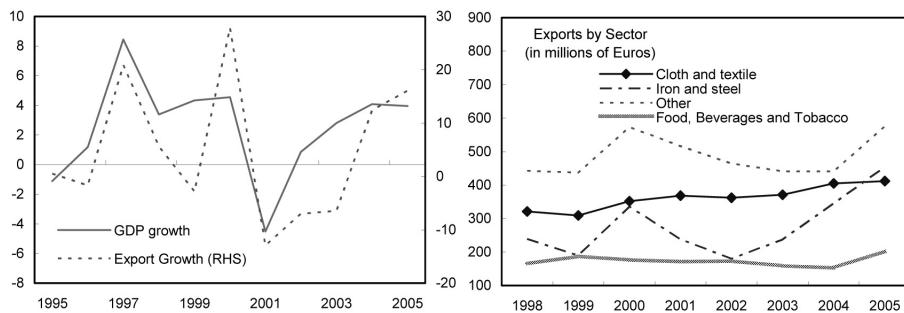 10
8
6
4
2
0
-2
-4
-6
-8
30
20
10
0
-10
-20
GDP growth
Export Growth (RHS)
1995 1997 1999 2001 2003 2005
Exports by Sector
(in millions of Euros)
Cloth and textile
Iron and steel
Other
Food, Beverages and Tobacco
900
800
700
600
500
400
300
200
100
1998 1999 2000 2001 2002 2003 2004 2005